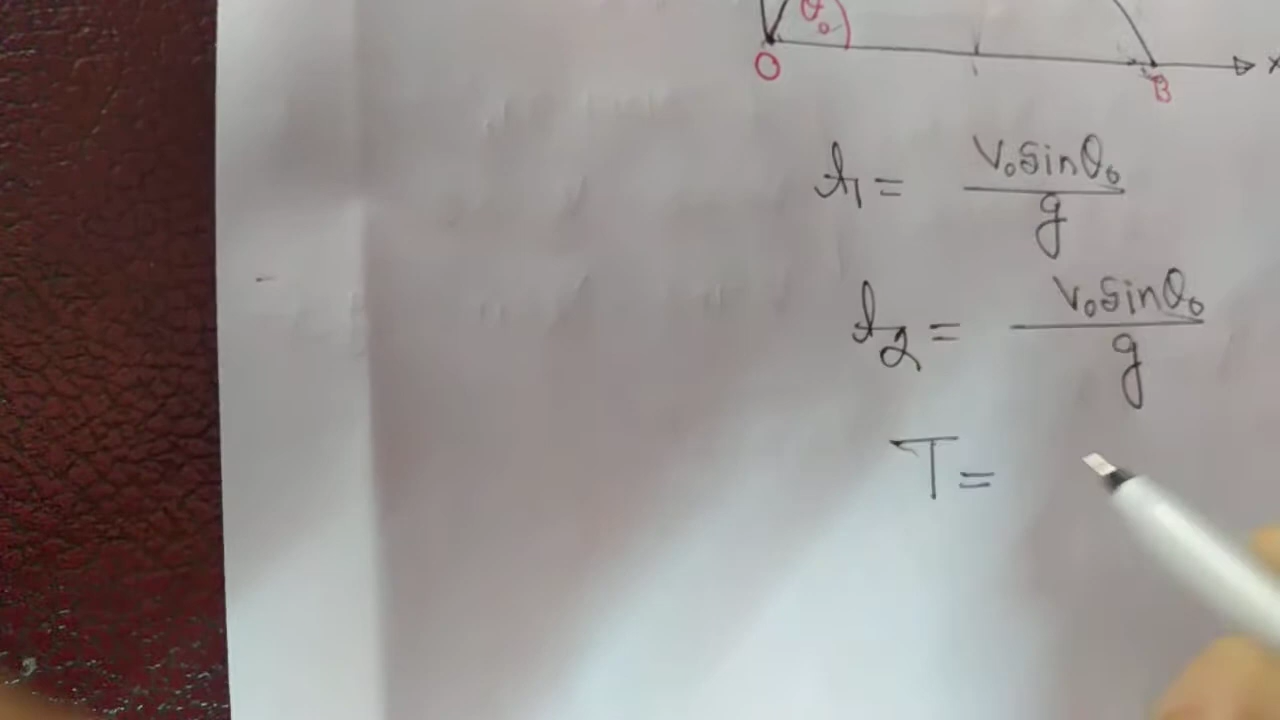 θ₀
O
B
x
t₁ = v₀sinθ₀/g
t₂ = v₀sinθ₀/g
T =